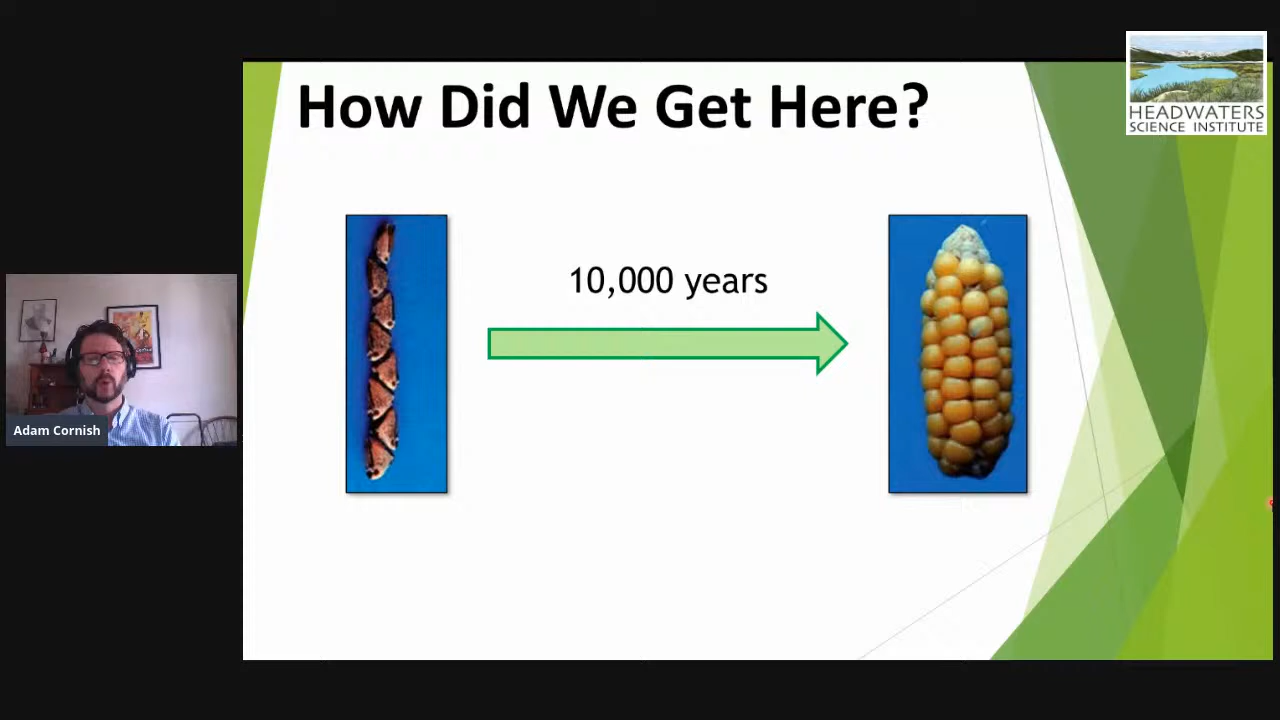 How Did We Get Here?
HEADWATERS
SCIENCE INSTITUTE
10,000 years
Adam Cornish